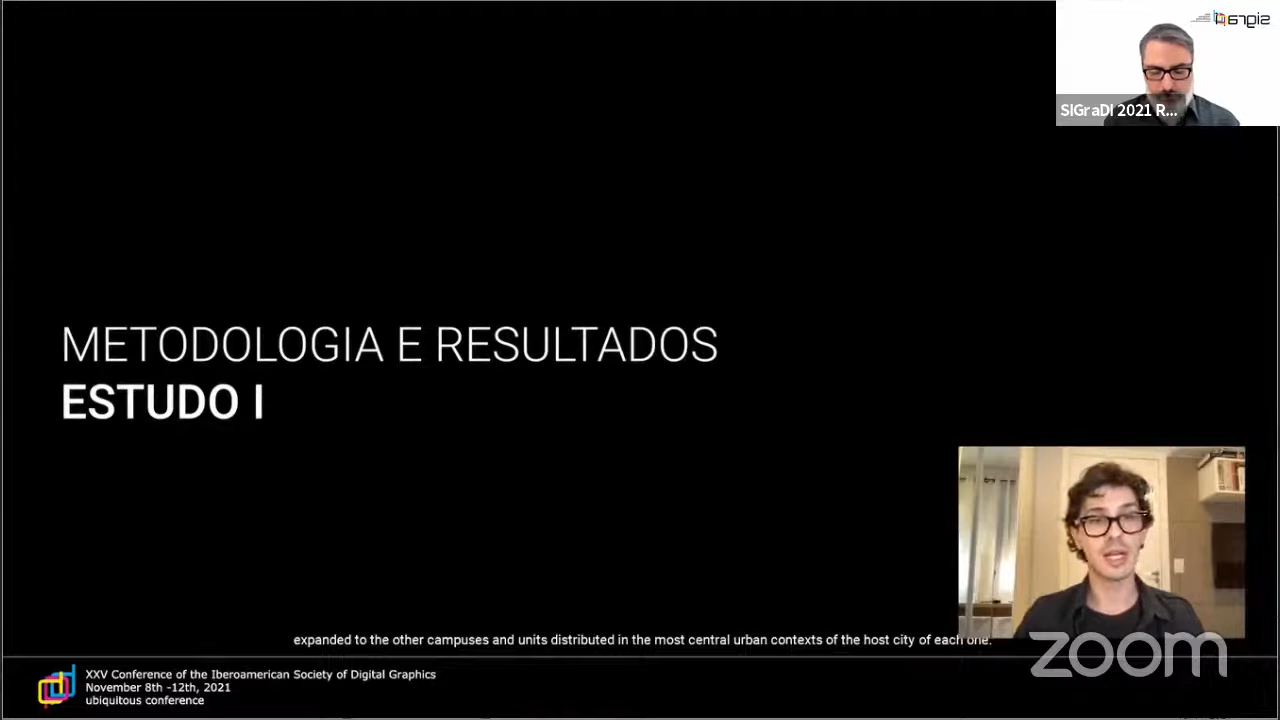 sigradi
SIGraDI 2021 R...
METODOLOGIA E RESULTADOS
ESTUDO I
expanded to the other campuses and units distributed in the most central urban contexts of the host city of each one.
zoom
XXV Conference of the Iberoamerican Society of Digital Graphics
November 8th -12th, 2021
ubiquitous conference